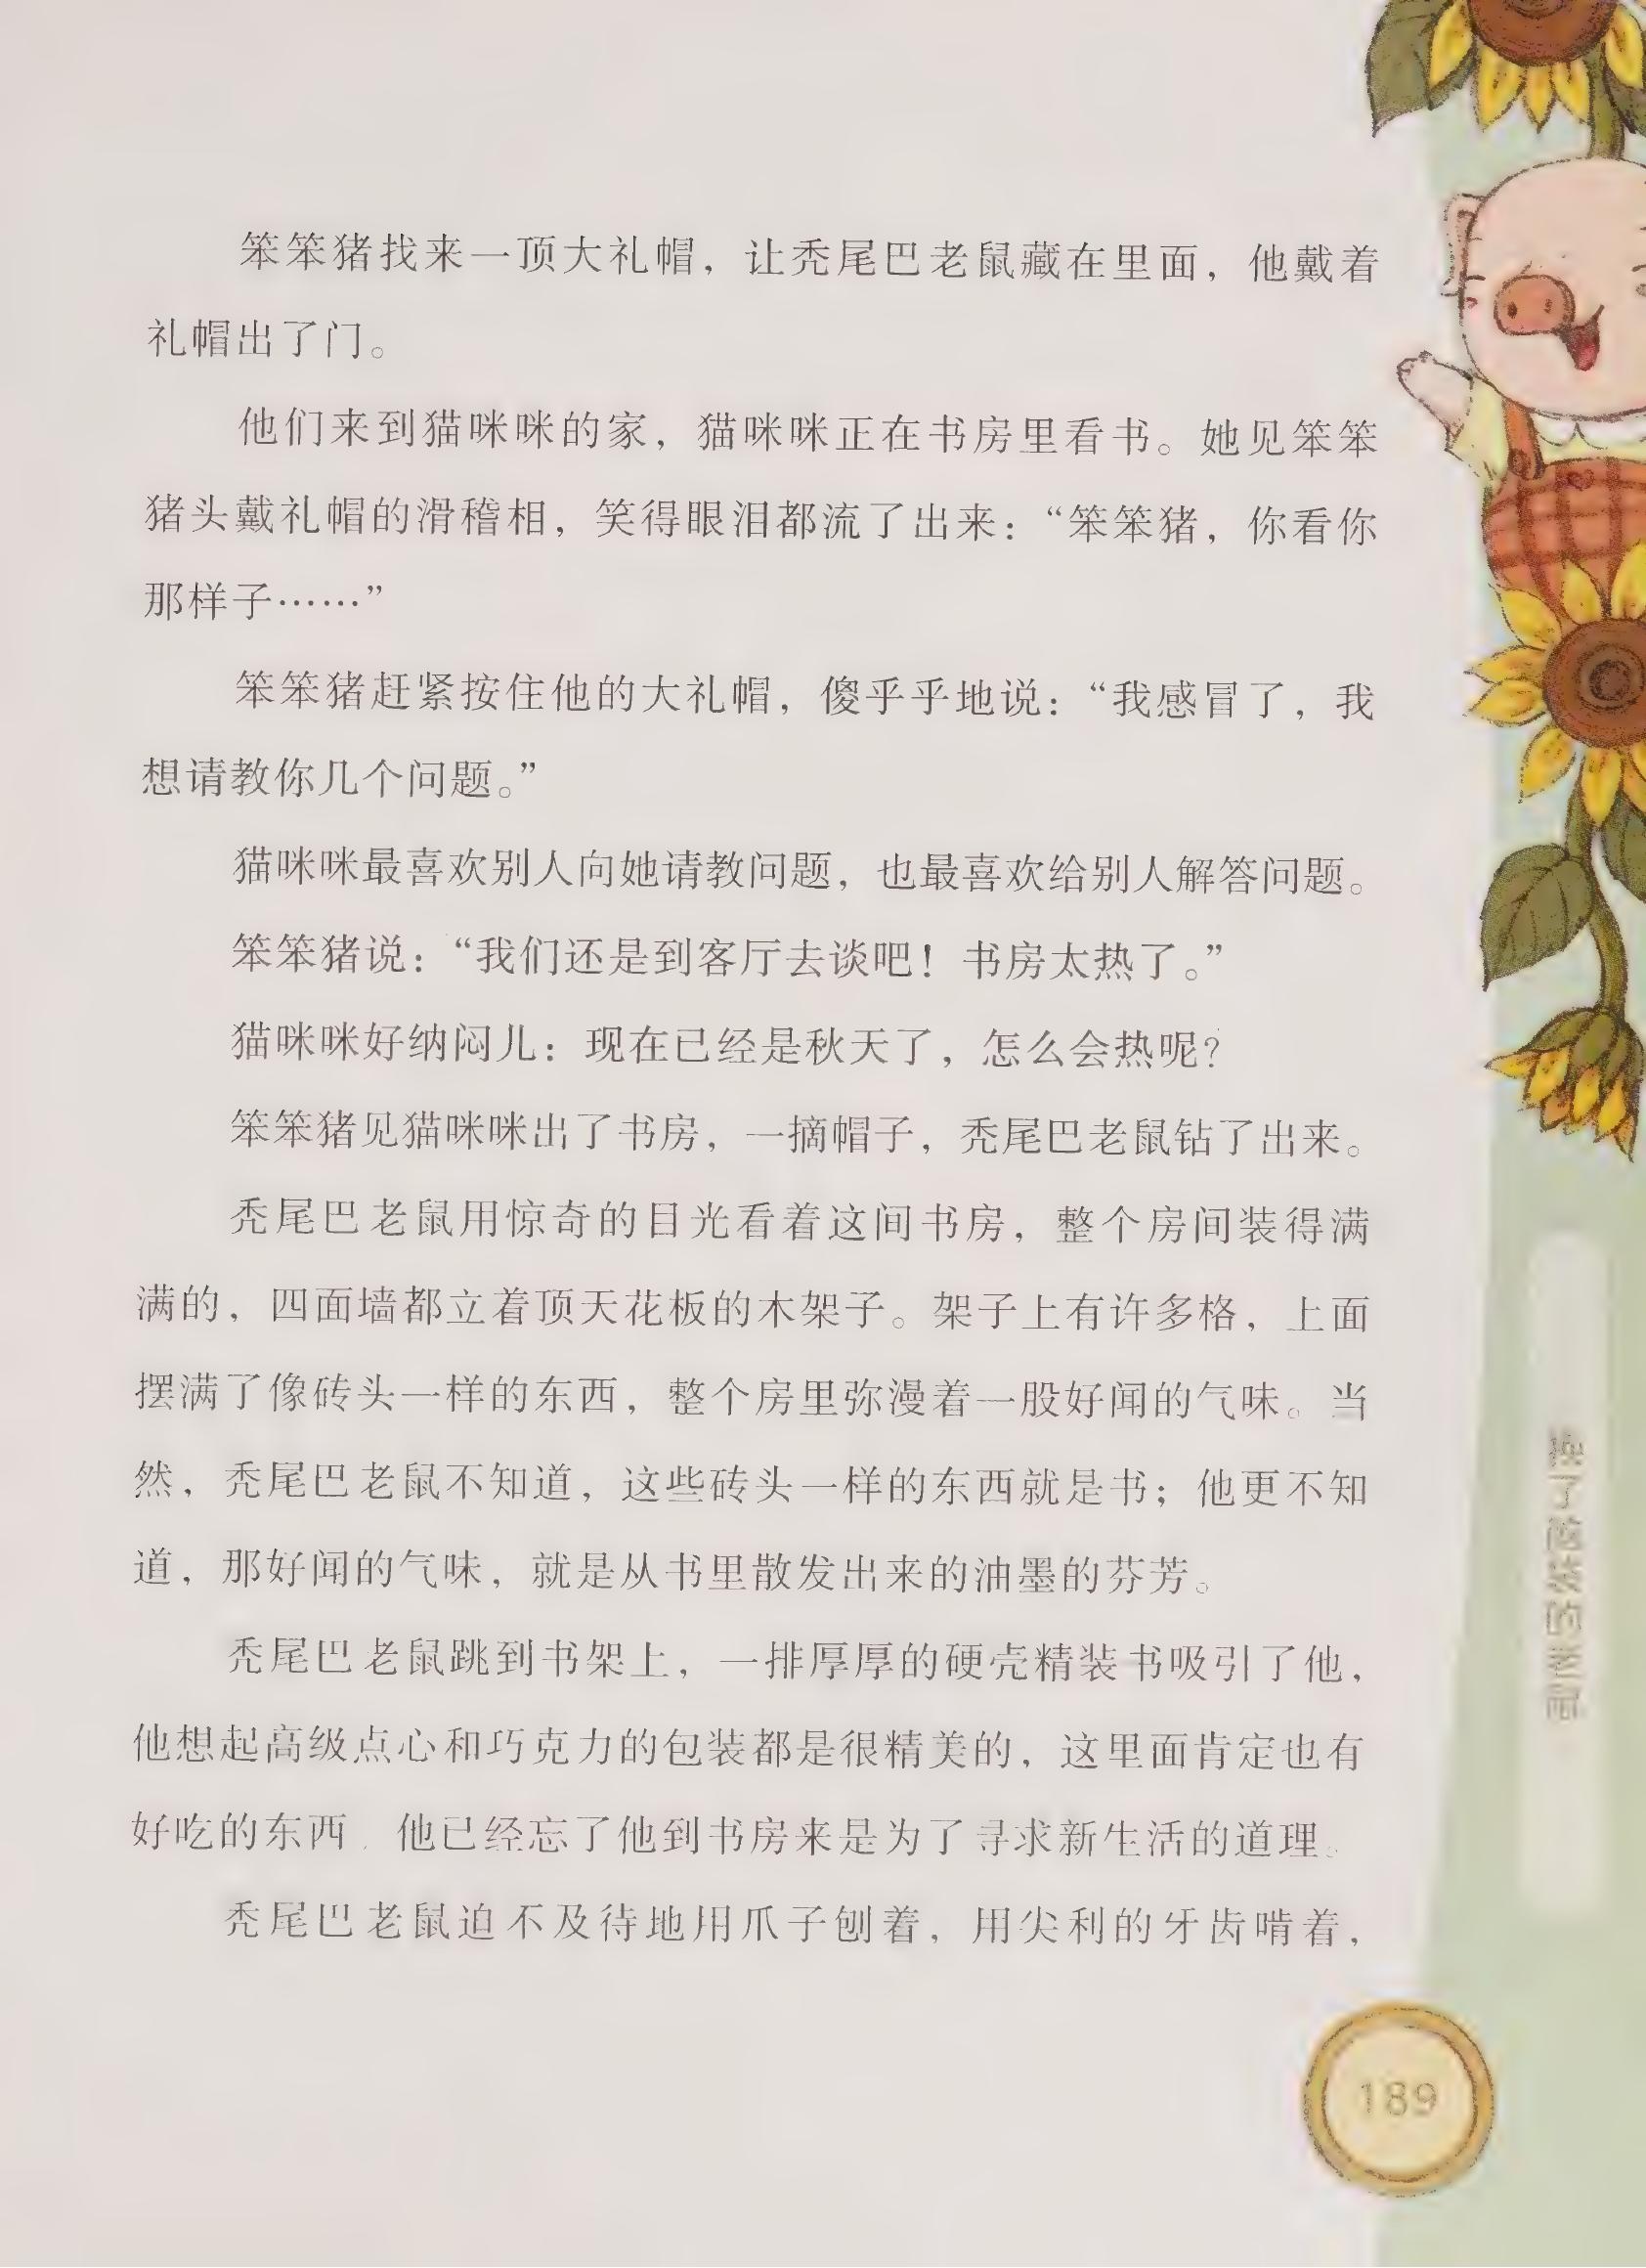 笨笨猪找来一顶大礼帽，让秃尾巴老鼠藏在里面，他戴着
礼帽出了门。
他们来到猫咪咪的家，猫咪咪正在书房里看书。她见笨笨
猪头戴礼帽的滑稽相，笑得眼泪都流了出来：“笨笨猪，你看你
那样子……”
笨笨猪赶紧按住他的大礼帽，傻乎乎地说：“我感冒了，我
想请教你几个问题。”
猫咪咪最喜欢别人向她请教问题，也最喜欢给别人解答问题。
笨笨猪说：“我们还是到客厅去谈吧！书房太热了。”
猫咪咪好纳闷儿：现在已经是秋天了，怎么会热呢？
笨笨猪见猫咪咪出了书房，一摘帽子，秃尾巴老鼠钻了出来。
秃尾巴老鼠用惊奇的目光看着这间书房，整个房间装得满
满的，四面墙都立着顶天花板的木架子。架子上有许多格，上面
摆满了像砖头一样的东西，整个房里弥漫着一股好闻的气味。当
然，秃尾巴老鼠不知道，这些砖头一样的东西就是书；他更不知
道，那好闻的气味，就是从书里散发出来的油墨的芬芳。
秃尾巴老鼠跳到书架上，一排厚厚的硬壳精装书吸引了他，
他想起高级点心和巧克力的包装都是很精美的，这里面肯定也有
好吃的东西．他已经忘了他到书房来是为了寻求新生活的道理。
秃尾巴老鼠迫不及待地用爪子刨着，用尖利的牙齿啃着，
换了脑袋的老鼠
189